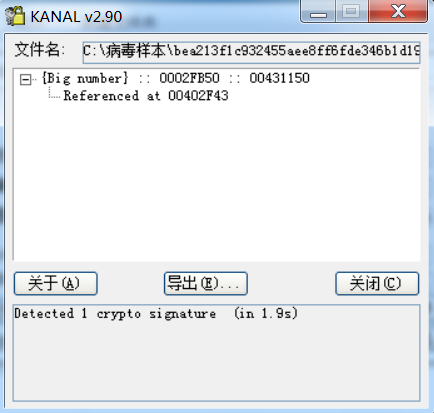 KANAL v2.90
文件名: C:\病毒样本\bea213f1c932455aee8ff6fde346b1d19
{Big number} :: 0002FB50 :: 00431150
Referenced at 00402F43
关于(A) 导出(E)... 关闭(C)
Detected 1 crypto signature (in 1.9s)